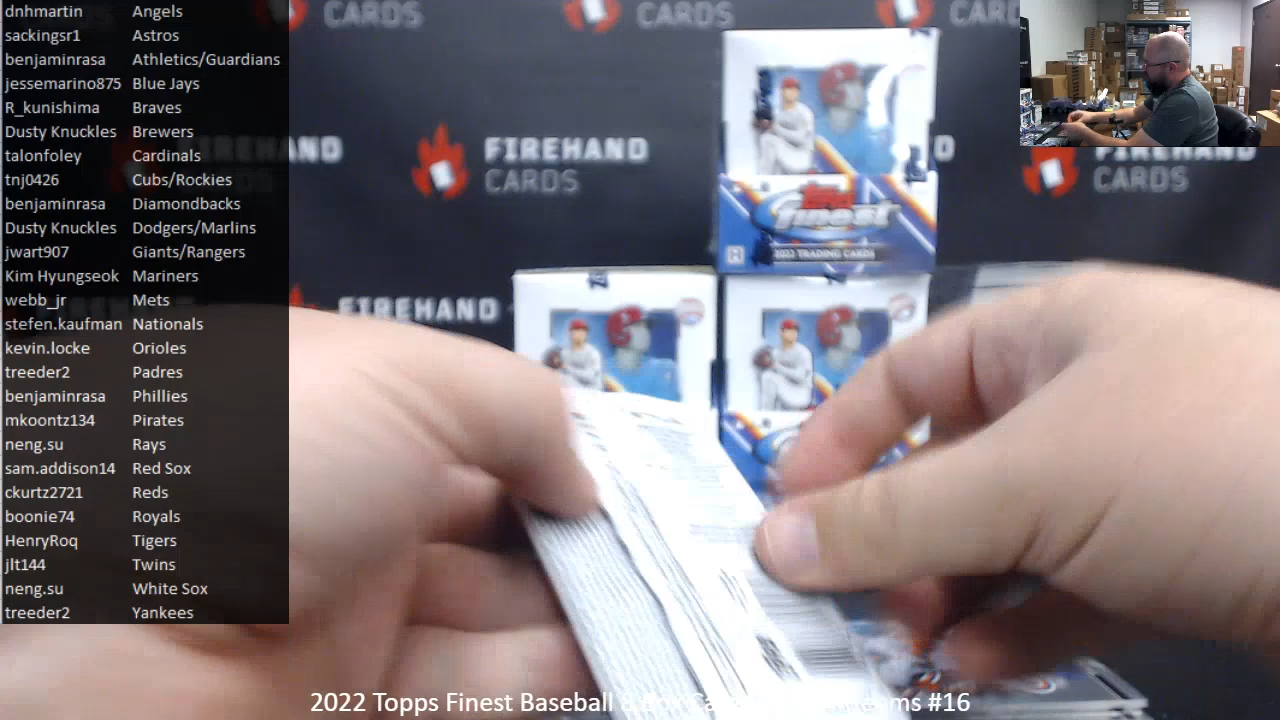 dnhmartin Angels
sackingsr1 Astros
benjaminrasa Athletics/Guardians
jessemarino875 Blue Jays
R_kunishima Braves
Dusty Knuckles Brewers
talonfoley Cardinals
tnj0426 Cubs/Rockies
benjaminrasa Diamondbacks
Dusty Knuckles Dodgers/Marlins
jwart907 Giants/Rangers
Kim Hyungseok Mariners
webb_jr Mets
stefen.kaufman Nationals
kevin.locke Orioles
treeder2 Padres
benjaminrasa Phillies
mkoontz134 Pirates
neng.su Rays
sam.addison14 Red Sox
ckurtz2721 Reds
boonie74 Royals
HenryRoq Tigers
jlt144 Twins
neng.su White Sox
treeder2 Yankees
CARDS
CARDS
CARDS
FIREHAND
CARDS
FIREHAND
CARDS
Topps
finest
2022 TRADING CARDS
2022 Topps Finest Baseball 8 Box #16